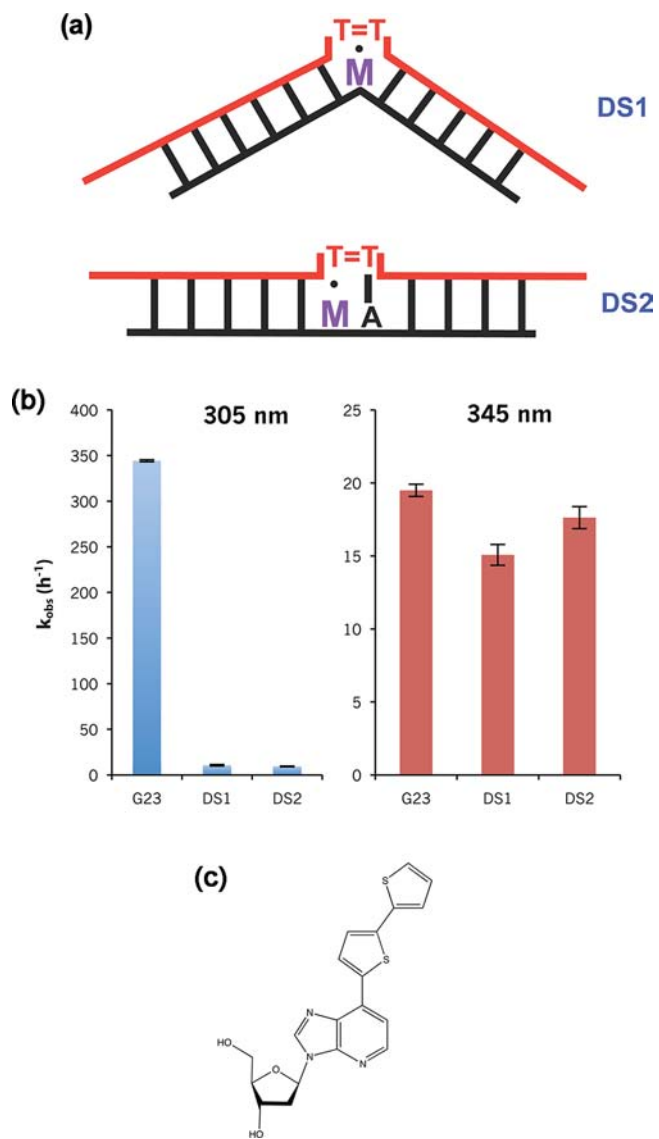 (a)
T=T
•
M
DS1
T=T
•
M A
DS2
(b)
305 nm
345 nm
k_obs (h⁻¹)
400
350
300
250
200
150
100
50
0
G23 DS1 DS2
25
20
15
10
5
0
G23 DS1 DS2
(c)
S
S
N
N
N
HO
O
HO